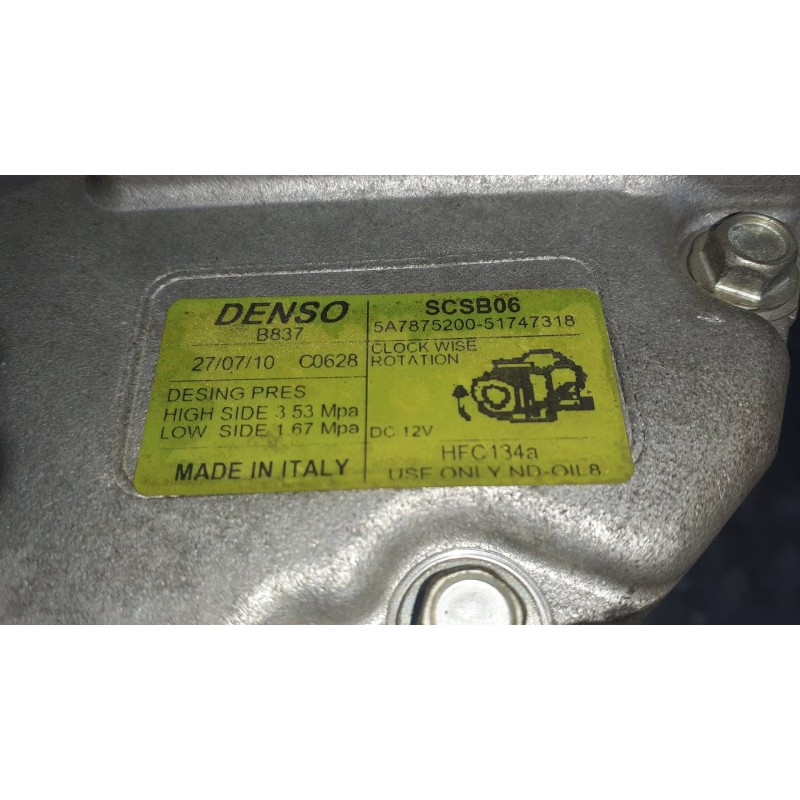 DENSO
B837
27/07/10 C0628
DESING PRES
HIGH SIDE 3.53 Mpa
LOW SIDE 1.67 Mpa
MADE IN ITALY
SCSB06
5A7875200-51747318
CLOCK WISE
ROTATION
DC 12V
HFC134a
USE ONLY ND-OIL8